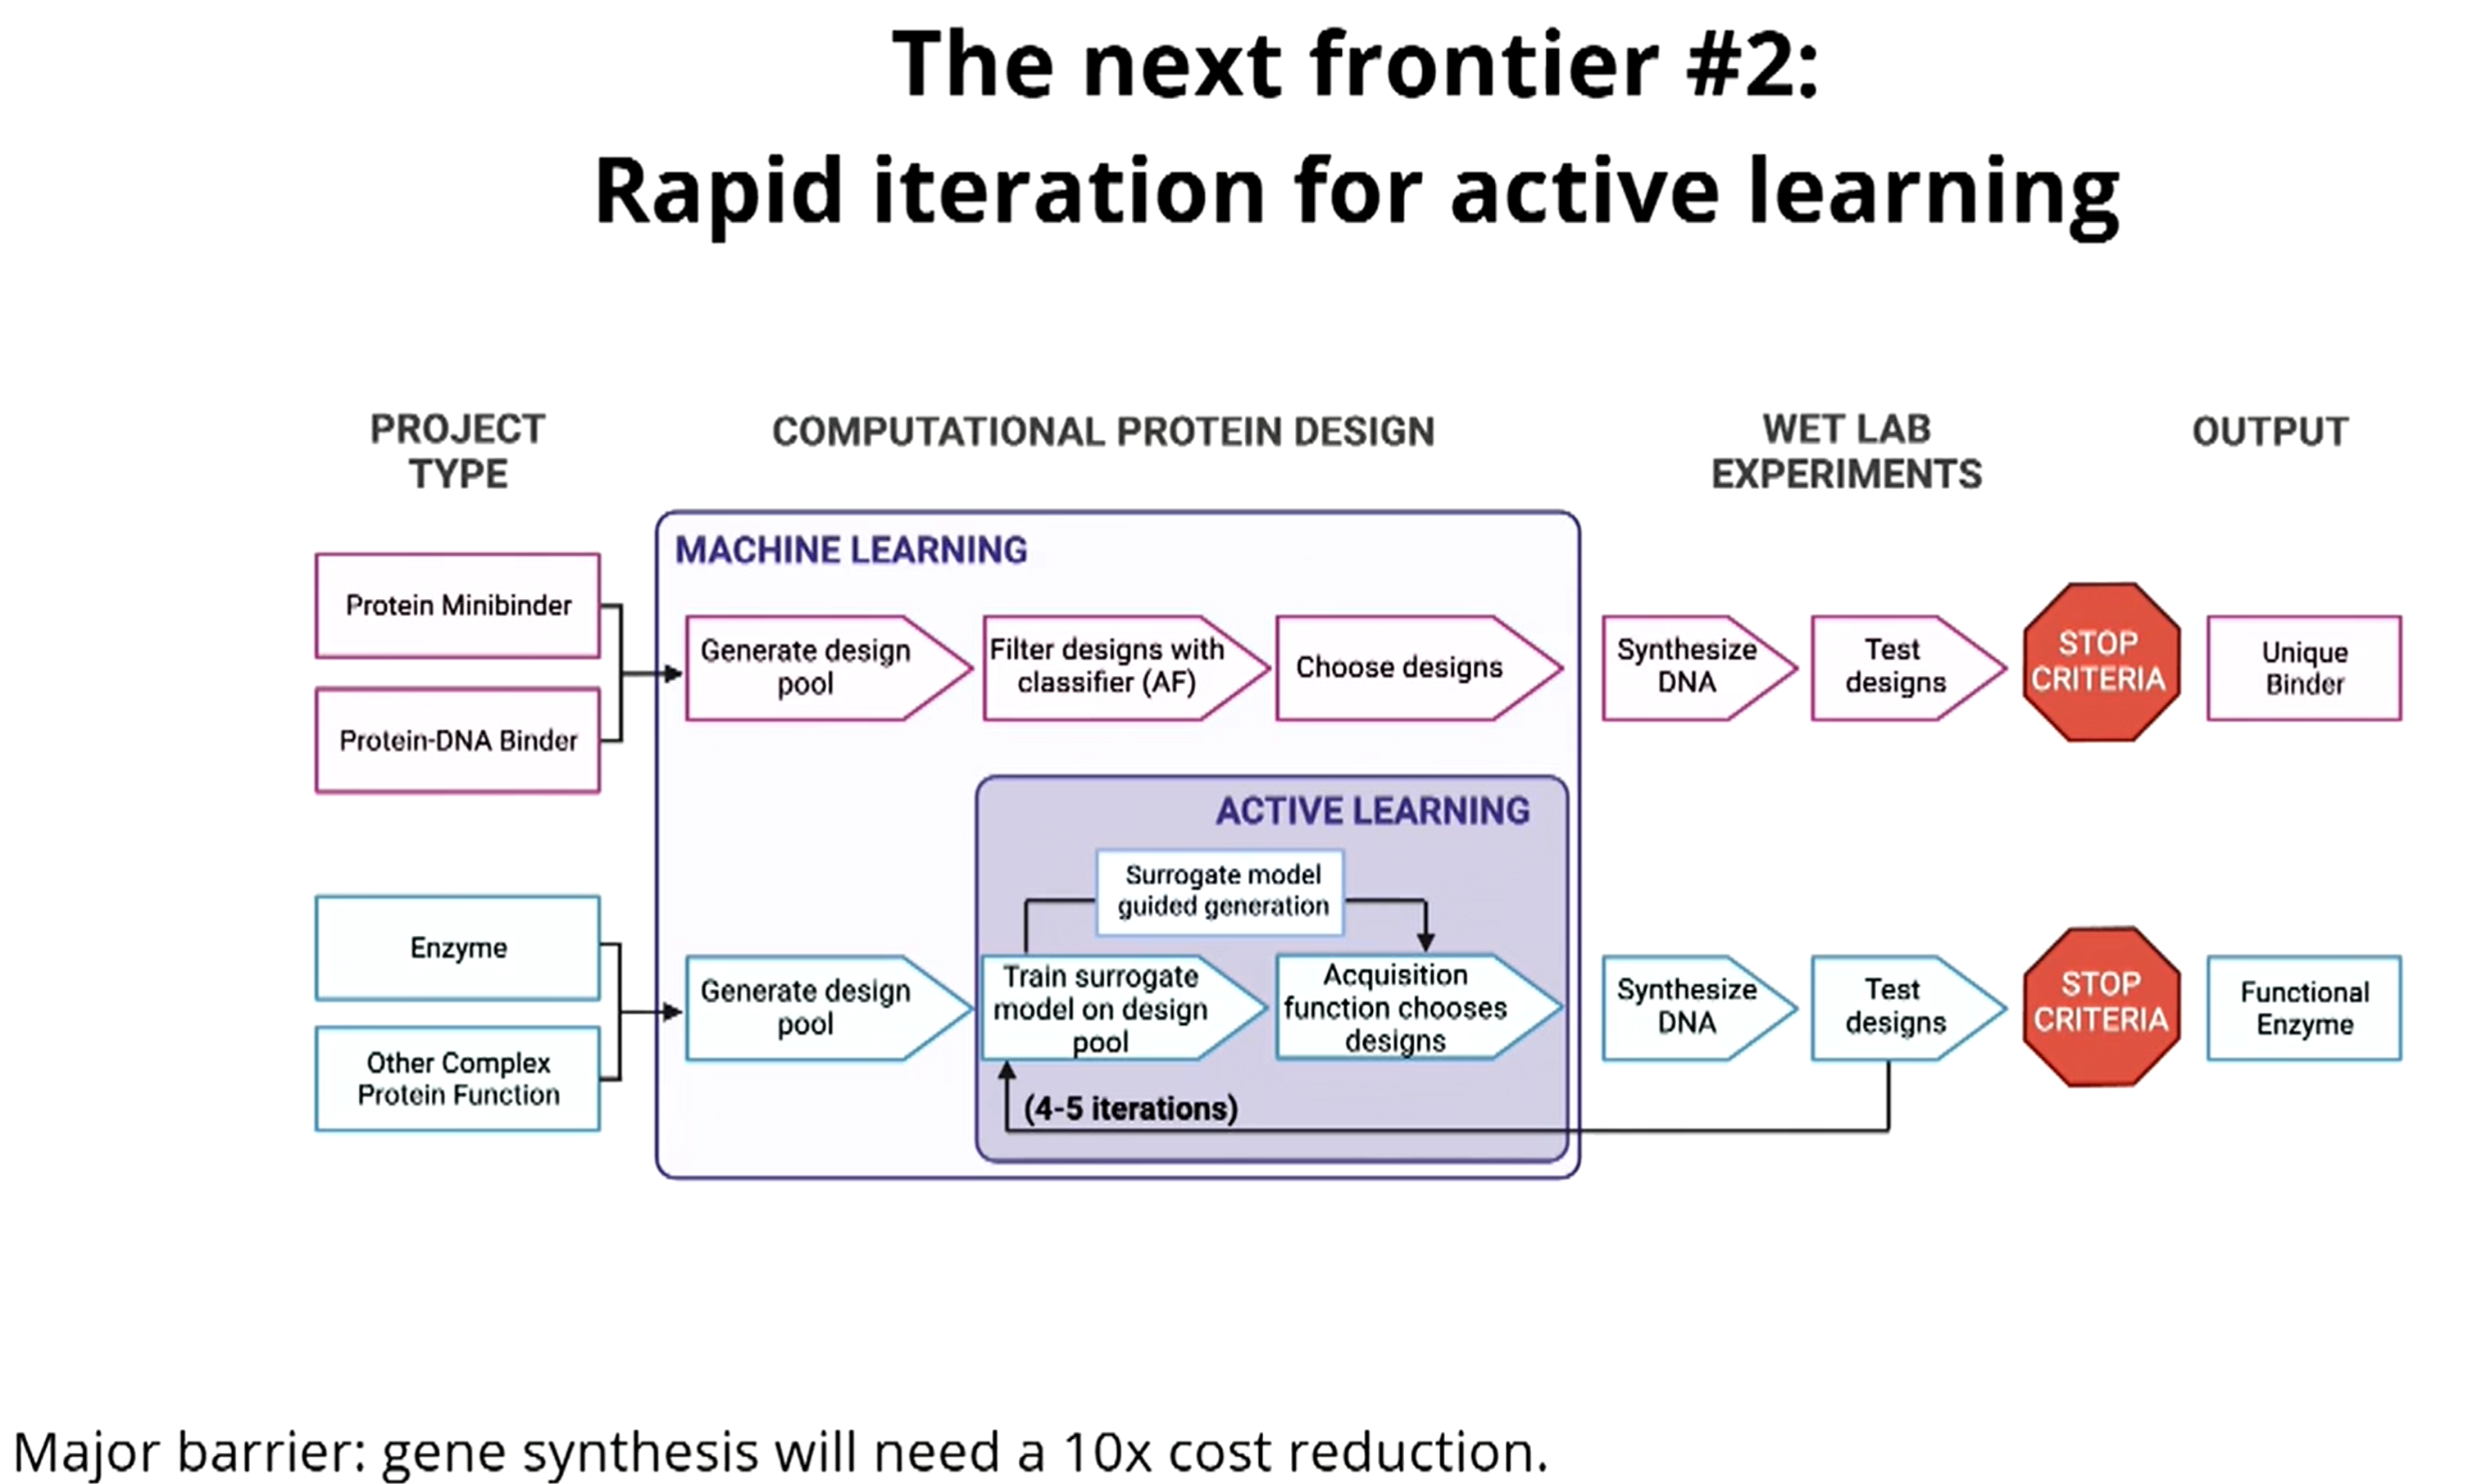 The next frontier #2:
Rapid iteration for active learning
PROJECT
TYPE
COMPUTATIONAL PROTEIN DESIGN
WET LAB
EXPERIMENTS
OUTPUT
MACHINE LEARNING
Protein Minibinder
Protein-DNA Binder
Generate design
pool
Filter designs with
classifier (AF)
Choose designs
Synthesize
DNA
Test
designs
STOP
CRITERIA
Unique
Binder
ACTIVE LEARNING
Surrogate model
guided generation
Enzyme
Other Complex
Protein Function
Generate design
pool
Train surrogate
model on design
pool
Acquisition
function chooses
designs
Synthesize
DNA
Test
designs
STOP
CRITERIA
Functional
Enzyme
(4-5 iterations)
Major barrier: gene synthesis will need a 10x cost reduction.